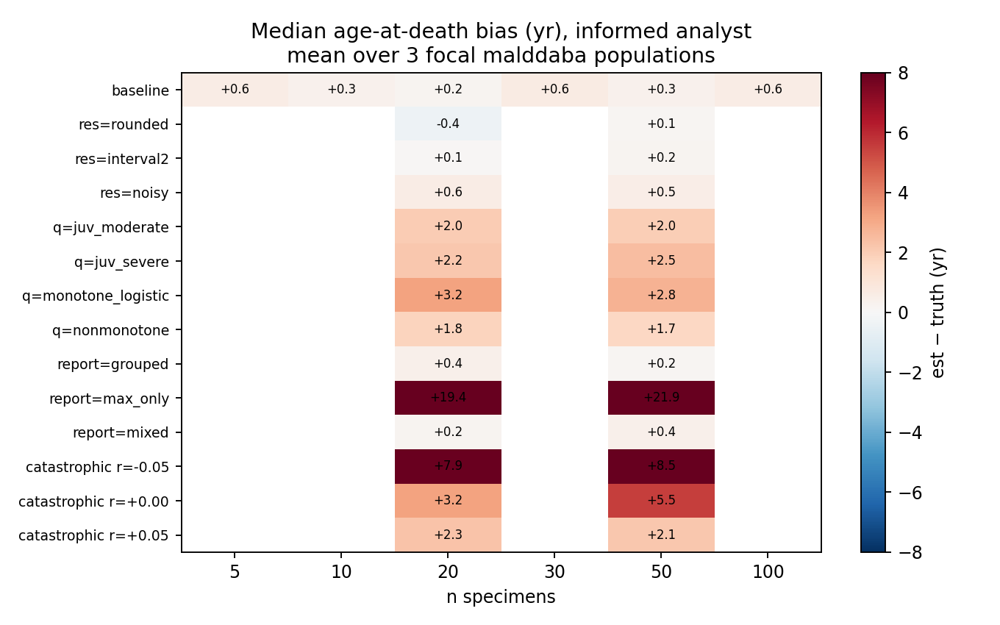 Median age-at-death bias (yr), informed analyst
mean over 3 focal malddaba populations
baseline +0.6 +0.3 +0.2 +0.6 +0.3 +0.6
res=rounded -0.4 +0.1
res=interval2 +0.1 +0.2
res=noisy +0.6 +0.5
q=juv_moderate +2.0 +2.0
q=juv_severe +2.2 +2.5
q=monotone_logistic +3.2 +2.8
q=nonmonotone +1.8 +1.7
report=grouped +0.4 +0.2
report=max_only +19.4 +21.9
report=mixed +0.2 +0.4
catastrophic r=-0.05 +7.9 +8.5
catastrophic r=+0.00 +3.2 +5.5
catastrophic r=+0.05 +2.3 +2.1
5 10 20 30 50 100
n specimens
8
6
4
2
0
−2
−4
−6
−8
est − truth (yr)